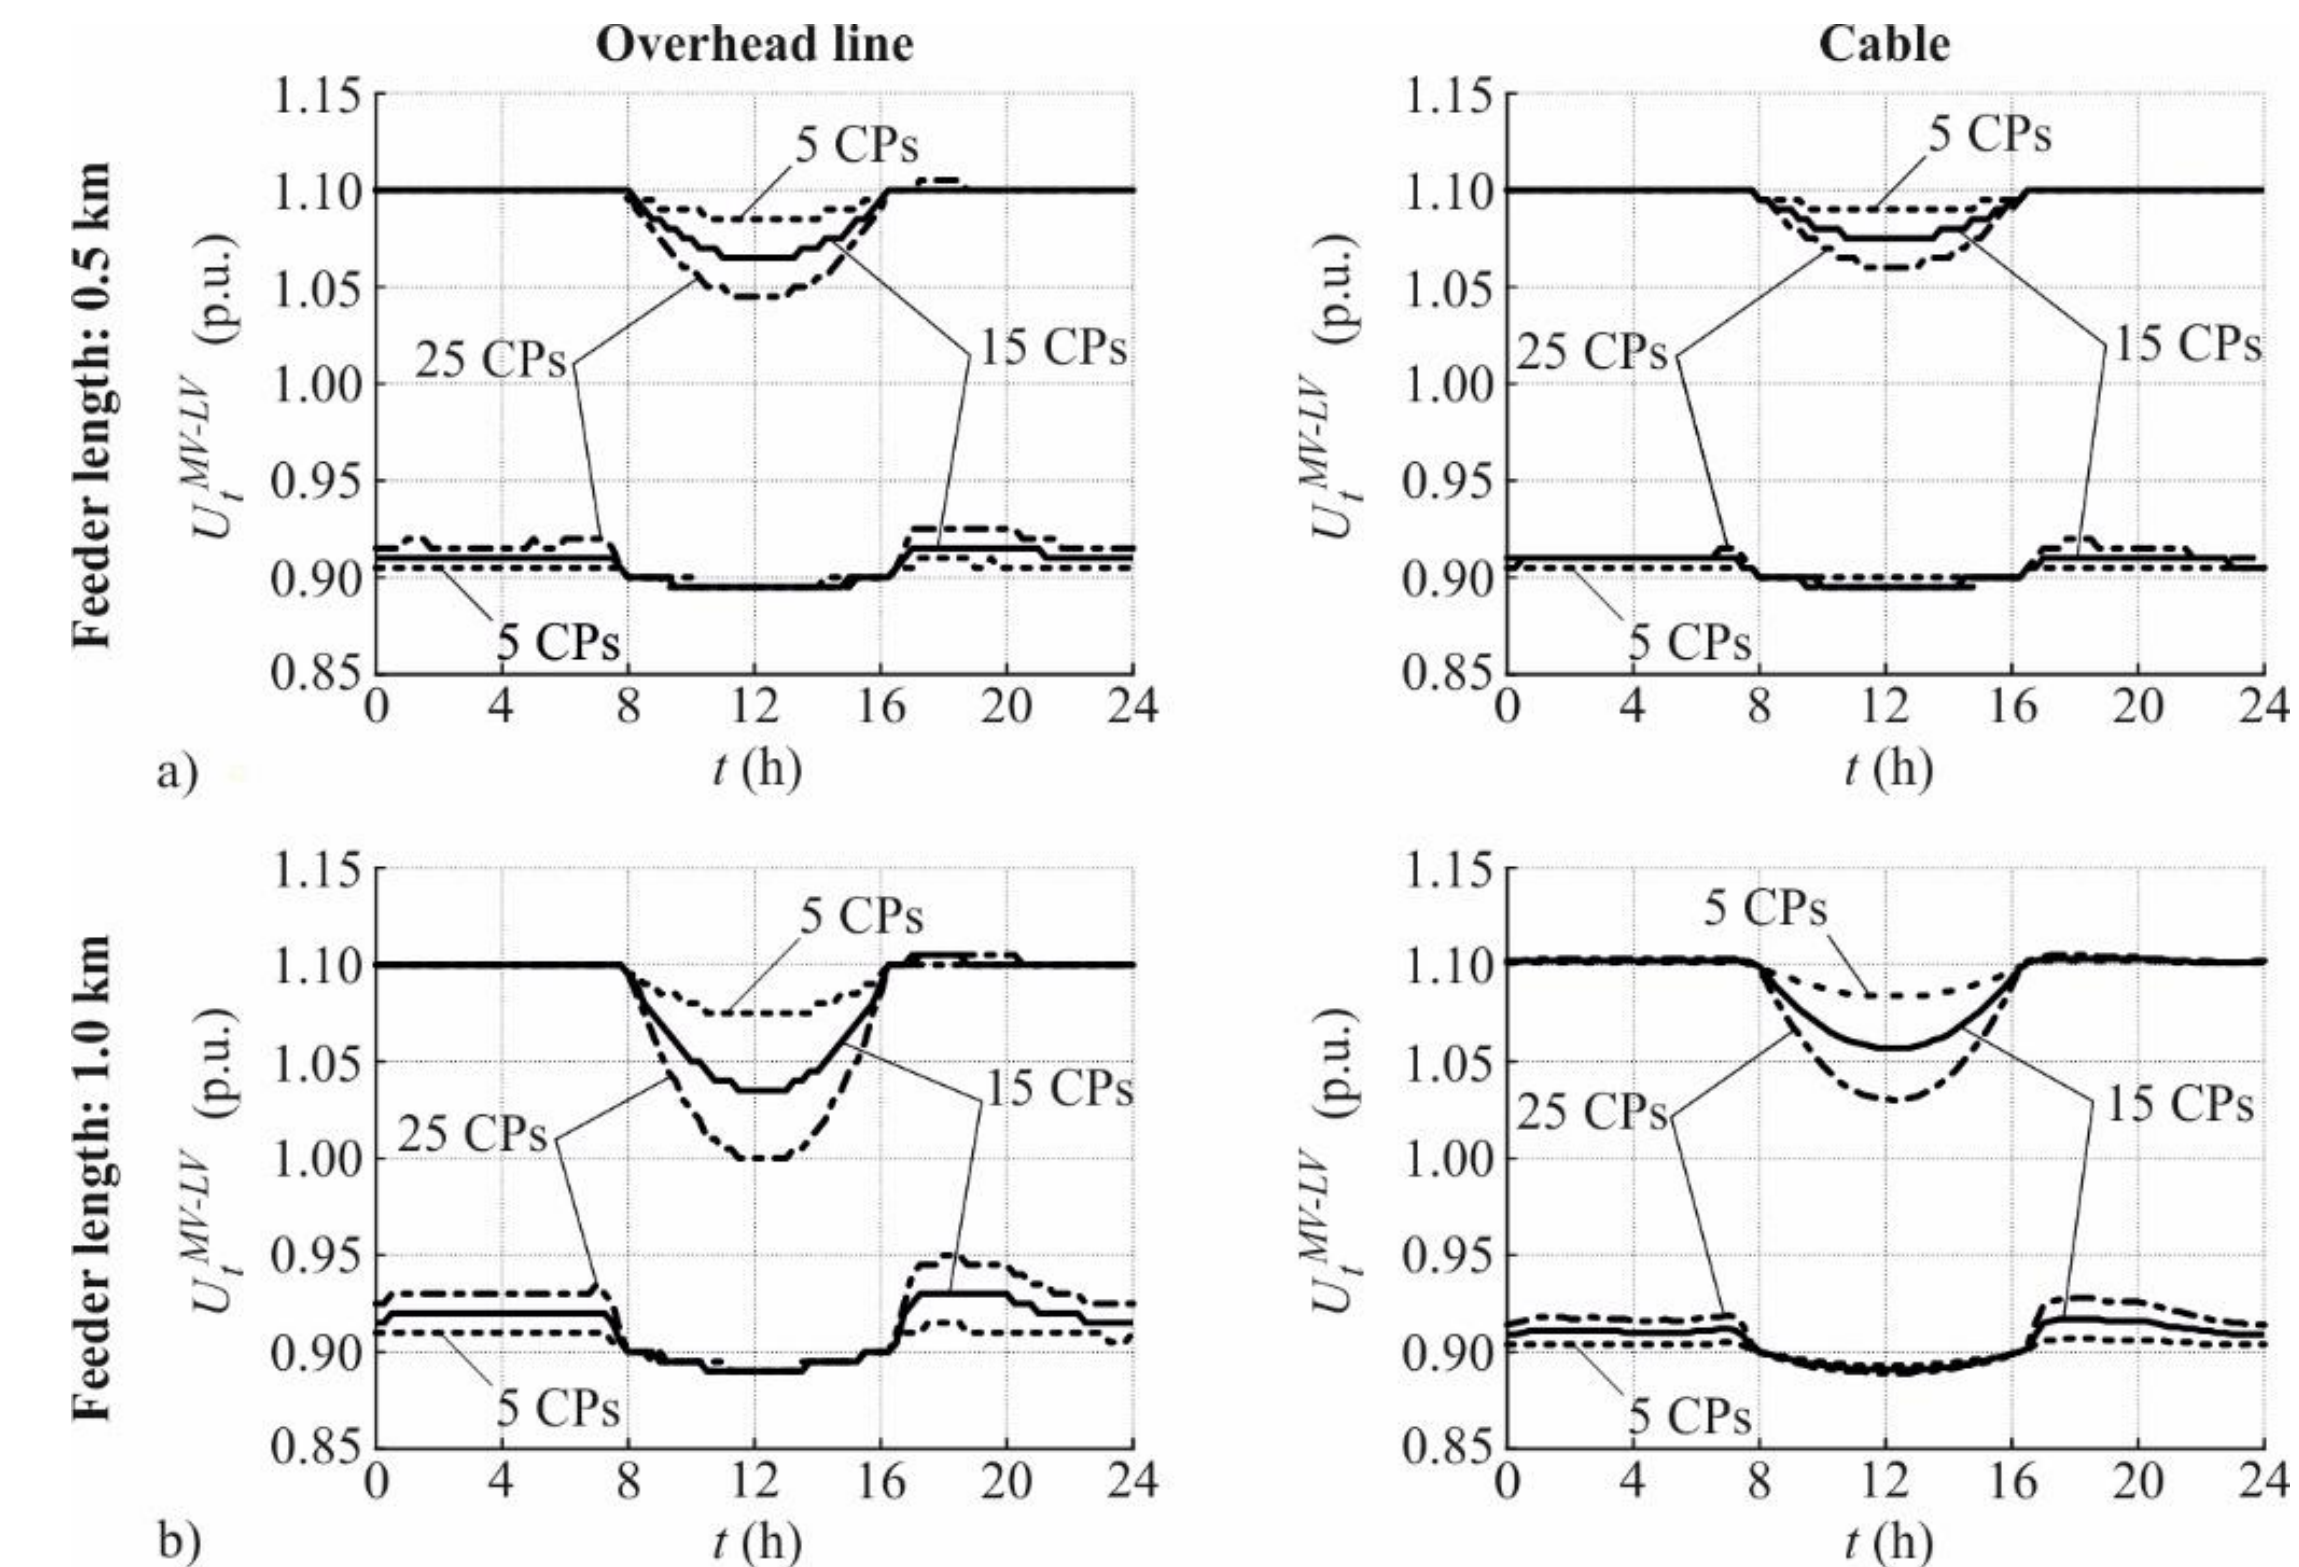 Overhead line
Cable
Feeder length: 0.5 km
U_t^{MV-LV} (p.u.)
1.15
1.10
1.05
1.00
0.95
0.90
0.85
5 CPs
25 CPs
15 CPs
5 CPs
0 4 8 12 16 20 24
t (h)
a)
U_t^{MV-LV} (p.u.)
1.15
1.10
1.05
1.00
0.95
0.90
0.85
5 CPs
25 CPs
15 CPs
5 CPs
0 4 8 12 16 20 24
t (h)
Feeder length: 1.0 km
U_t^{MV-LV} (p.u.)
1.15
1.10
1.05
1.00
0.95
0.90
0.85
5 CPs
15 CPs
25 CPs
5 CPs
0 4 8 12 16 20 24
t (h)
b)
U_t^{MV-LV} (p.u.)
1.15
1.10
1.05
1.00
0.95
0.90
0.85
5 CPs
25 CPs
15 CPs
5 CPs
0 4 8 12 16 20 24
t (h)